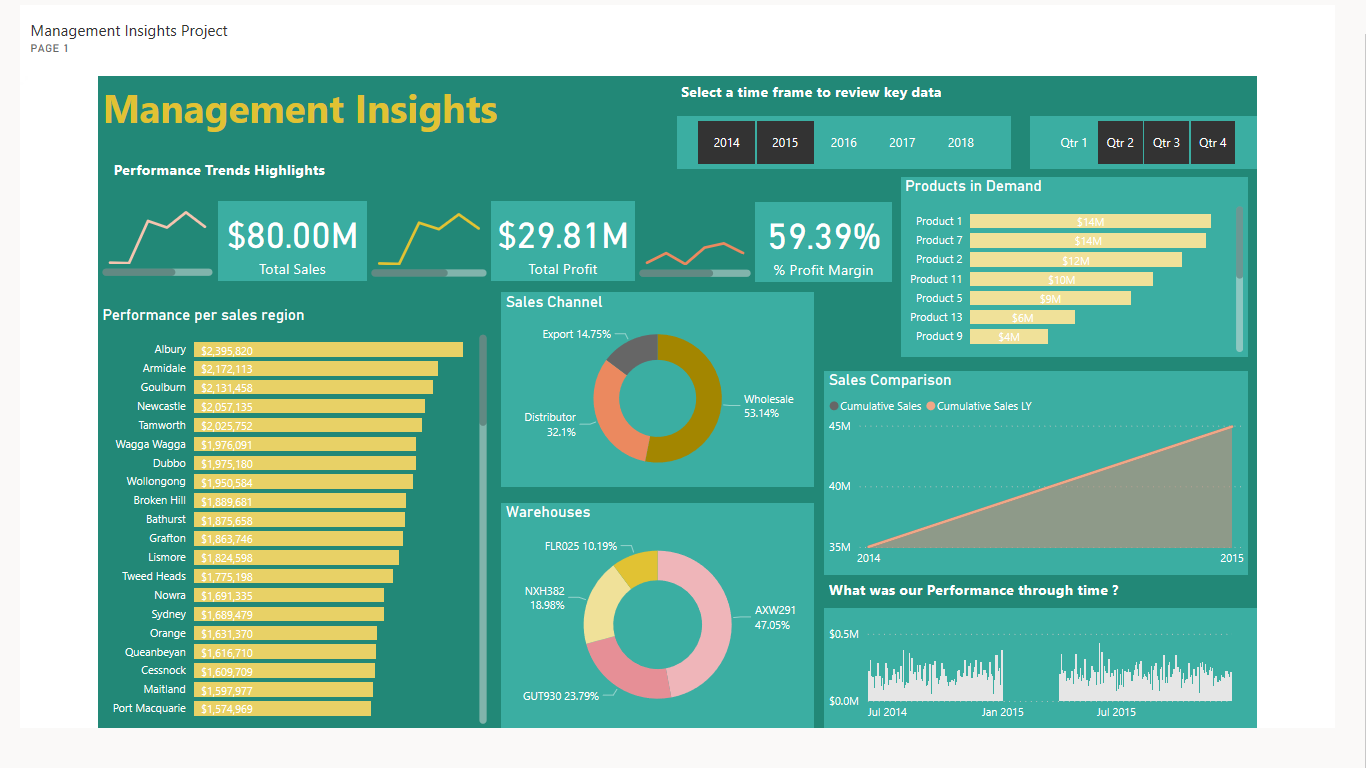 Management Insights Project
PAGE 1
Management Insights
Select a time frame to review key data
2014 2015 2016 2017 2018
Qtr 1 Qtr 2 Qtr 3 Qtr 4
Performance Trends Highlights
$80.00M
Total Sales
$29.81M
Total Profit
59.39%
% Profit Margin
Products in Demand
Product 1 $14M
Product 7 $14M
Product 2 $12M
Product 11 $10M
Product 5 $9M
Product 13 $6M
Product 9 $4M
Performance per sales region
Albury $2,395,820
Armidale $2,172,113
Goulburn $2,131,458
Newcastle $2,057,135
Tamworth $2,025,752
Wagga Wagga $1,976,091
Dubbo $1,975,180
Wollongong $1,950,584
Broken Hill $1,889,681
Bathurst $1,875,658
Grafton $1,863,746
Lismore $1,824,598
Tweed Heads $1,775,198
Nowra $1,691,335
Sydney $1,689,479
Orange $1,631,370
Queanbeyan $1,616,710
Cessnock $1,609,709
Maitland $1,597,977
Port Macquarie $1,574,969
Sales Channel
Export 14.75%
Wholesale
53.14%
Distributor
32.1%
Warehouses
FLR025 10.19%
NXH382
18.98%
AXW291
47.05%
GUT930 23.79%
Sales Comparison
Cumulative Sales Cumulative Sales LY
45M
40M
35M
2014 2015
What was our Performance through time ?
$0.5M
$0.0M
Jul 2014 Jan 2015 Jul 2015